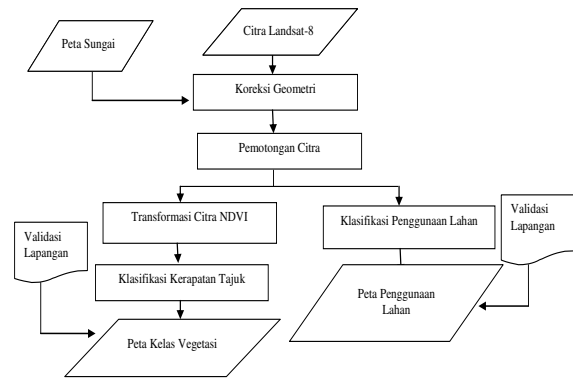 Citra Landsat-8
Peta Sungai
Koreksi Geometri
Pemotongan Citra
Transformasi Citra NDVI
Klasifikasi Penggunaan Lahan
Validasi
Lapangan
Validasi
Lapangan
Klasifikasi Kerapatan Tajuk
Peta Penggunaan
Lahan
Peta Kelas Vegetasi